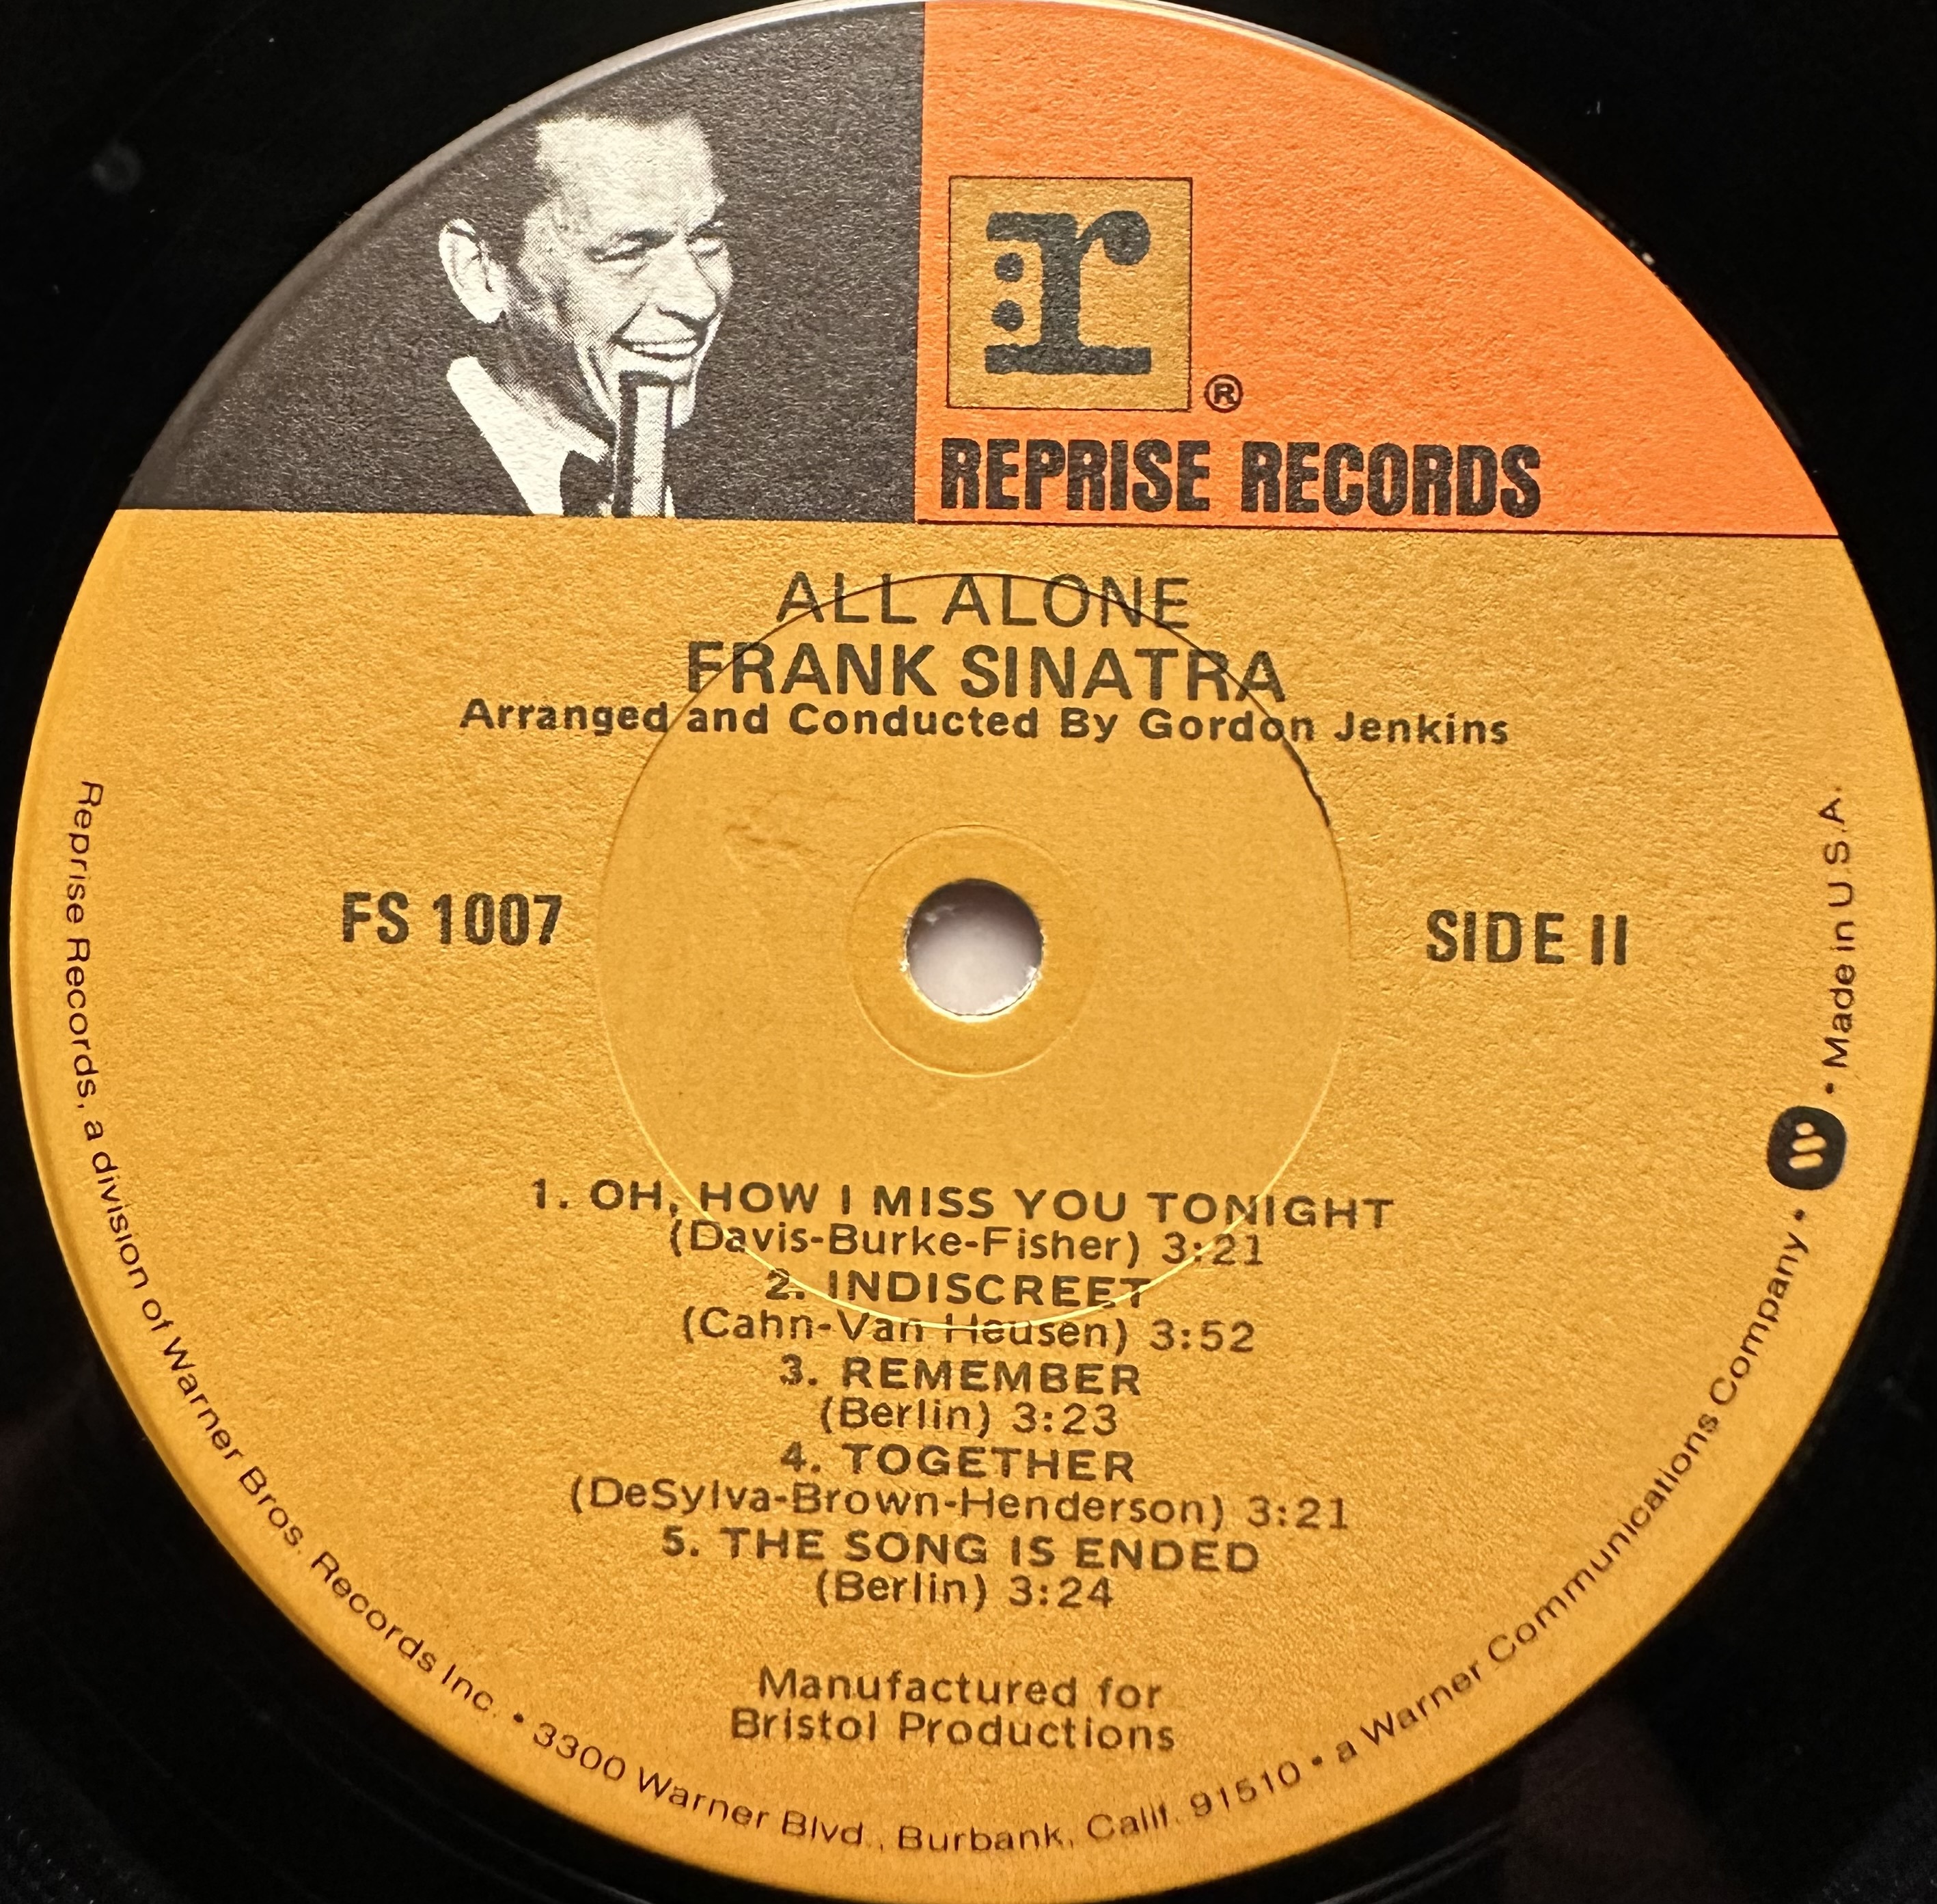 r
®
REPRISE RECORDS
ALL ALONE
FRANK SINATRA
Arranged and Conducted By Gordon Jenkins
FS 1007
SIDE II
1. OH, HOW I MISS YOU TONIGHT
(Davis-Burke-Fisher) 3:21
2. INDISCREET
(Cahn-Van Heusen) 3:52
3. REMEMBER
(Berlin) 3:23
4. TOGETHER
(DeSylva-Brown-Henderson) 3:21
5. THE SONG IS ENDED
(Berlin) 3:24
Manufactured for
Bristol Productions
Reprise Records, a division of Warner Bros. Records Inc. • 3300 Warner Blvd., Burbank, Calif. 91510 • a Warner Communications Company • W • Made in U.S.A.